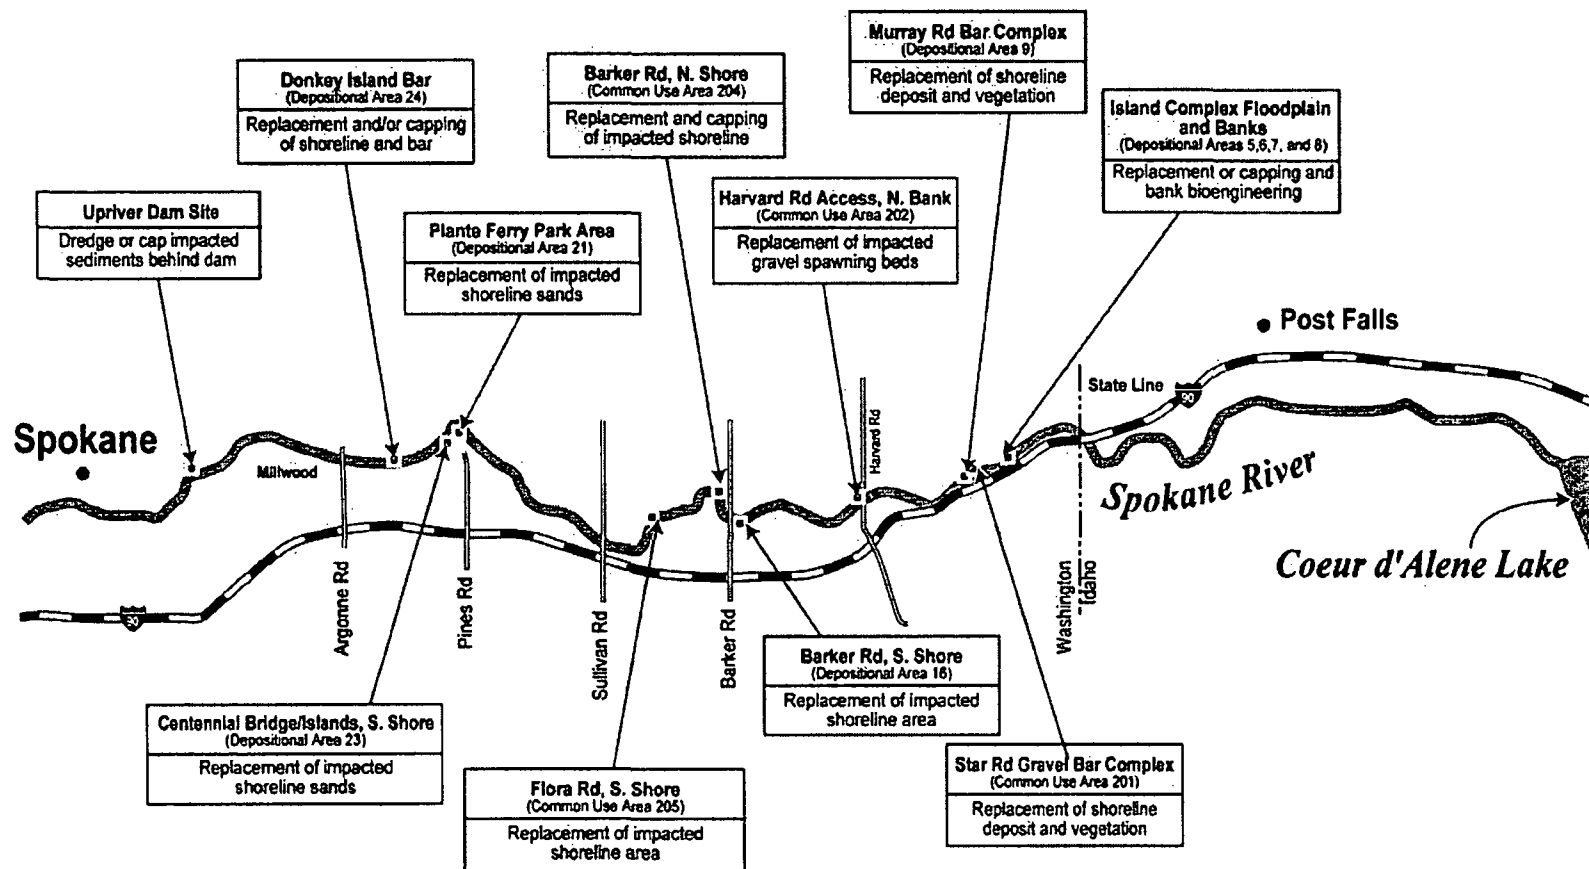 Murray Rd Bar Complex
(Depositional Area 9)
Replacement of shoreline
deposit and vegetation
Donkey Island Bar
(Depositional Area 24)
Replacement and/or capping
of shoreline and bar
Barker Rd, N. Shore
(Common Use Area 204)
Replacement and capping
of impacted shoreline
Island Complex Floodplain
and Banks
(Depositional Areas 5,6,7, and 8)
Replacement or capping and
bank bioengineering
Upriver Dam Site
Dredge or cap impacted
sediments behind dam
Plante Ferry Park Area
(Depositional Area 21)
Replacement of impacted
shoreline sands
Harvard Rd Access, N. Bank
(Common Use Area 202)
Replacement of impacted
gravel spawning beds
Post Falls
State Line
90
Spokane
Millwood
Harvard Rd
Spokane River
Coeur d'Alene Lake
90
Argonne Rd
Pines Rd
Sullivan Rd
Barker Rd
Washington
Idaho
Barker Rd, S. Shore
(Depositional Area 16)
Replacement of impacted
shoreline area
Centennial Bridge/Islands, S. Shore
(Depositional Area 23)
Replacement of impacted
shoreline sands
Flora Rd, S. Shore
(Common Use Area 205)
Replacement of impacted
shoreline area
Star Rd Gravel Bar Complex
(Common Use Area 201)
Replacement of shoreline
deposit and vegetation